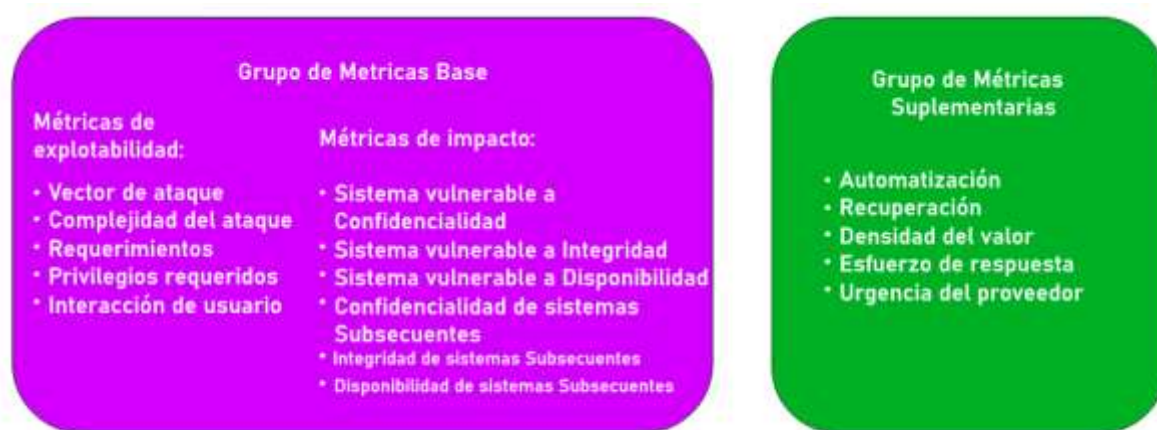 Grupo de Metricas Base
Métricas de
explotabilidad:
• Vector de ataque
• Complejidad del ataque
• Requerimientos
• Privilegios requeridos
• Interacción de usuario
Métricas de impacto:
• Sistema vulnerable a
Confidencialidad
• Sistema vulnerable a Integridad
• Sistema vulnerable a Disponibilidad
• Confidencialidad de sistemas
Subsecuentes
• Integridad de sistemas Subsecuentes
• Disponibilidad de sistemas Subsecuentes
Grupo de Métricas
Suplementarias
• Automatización
• Recuperación
• Densidad del valor
• Esfuerzo de respuesta
• Urgencia del proveedor